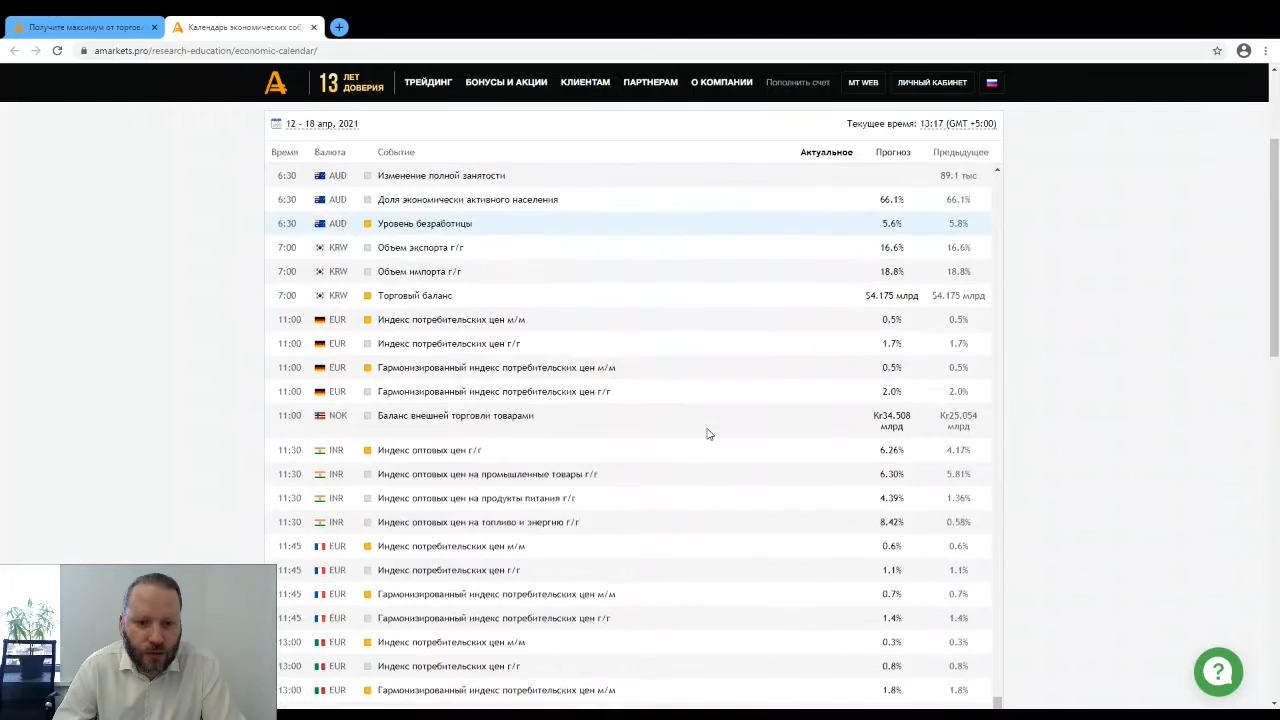 Получите максимум от торгов
Календарь экономических соб
amarkets.pro/research-education/economic-calendar/
13 ЛЕТ ДОВЕРИЯ
ТРЕЙДИНГ БОНУСЫ И АКЦИИ КЛИЕНТАМ ПАРТНЕРАМ О КОМПАНИИ Пополнить счет MT WEB ЛИЧНЫЙ КАБИНЕТ
12 - 18 апр, 2021 Текущее время: 13:17 (GMT +5:00)
Время Валюта Событие Актуальное Прогноз Предыдущее
6:30 AUD Изменение полной занятости 89.1 тыс
6:30 AUD Доля экономически активного населения 66.1% 66.1%
6:30 AUD Уровень безработицы 5.6% 5.8%
7:00 KRW Объем экспорта г/г 16.6% 16.6%
7:00 KRW Объем импорта г/г 18.8% 18.8%
7:00 KRW Торговый баланс $4.175 млрд $4.175 млрд
11:00 EUR Индекс потребительских цен м/м 0.5% 0.5%
11:00 EUR Индекс потребительских цен г/г 1.7% 1.7%
11:00 EUR Гармонизированный индекс потребительских цен м/м 0.5% 0.5%
11:00 EUR Гармонизированный индекс потребительских цен г/г 2.0% 2.0%
11:00 NOK Баланс внешней торговли товарами Kr34.508 млрд Kr25.054 млрд
11:30 INR Индекс оптовых цен г/г 6.26% 4.17%
11:30 INR Индекс оптовых цен на промышленные товары г/г 6.30% 5.81%
11:30 INR Индекс оптовых цен на продукты питания г/г 4.39% 1.36%
11:30 INR Индекс оптовых цен на топливо и энергию г/г 8.42% 0.58%
11:45 EUR Индекс потребительских цен м/м 0.6% 0.6%
11:45 EUR Индекс потребительских цен г/г 1.1% 1.1%
11:45 EUR Гармонизированный индекс потребительских цен м/м 0.7% 0.7%
11:45 EUR Гармонизированный индекс потребительских цен г/г 1.4% 1.4%
13:00 EUR Индекс потребительских цен м/м 0.3% 0.3%
13:00 EUR Индекс потребительских цен г/г 0.8% 0.8%
13:00 EUR Гармонизированный индекс потребительских цен м/м 1.8% 1.8%